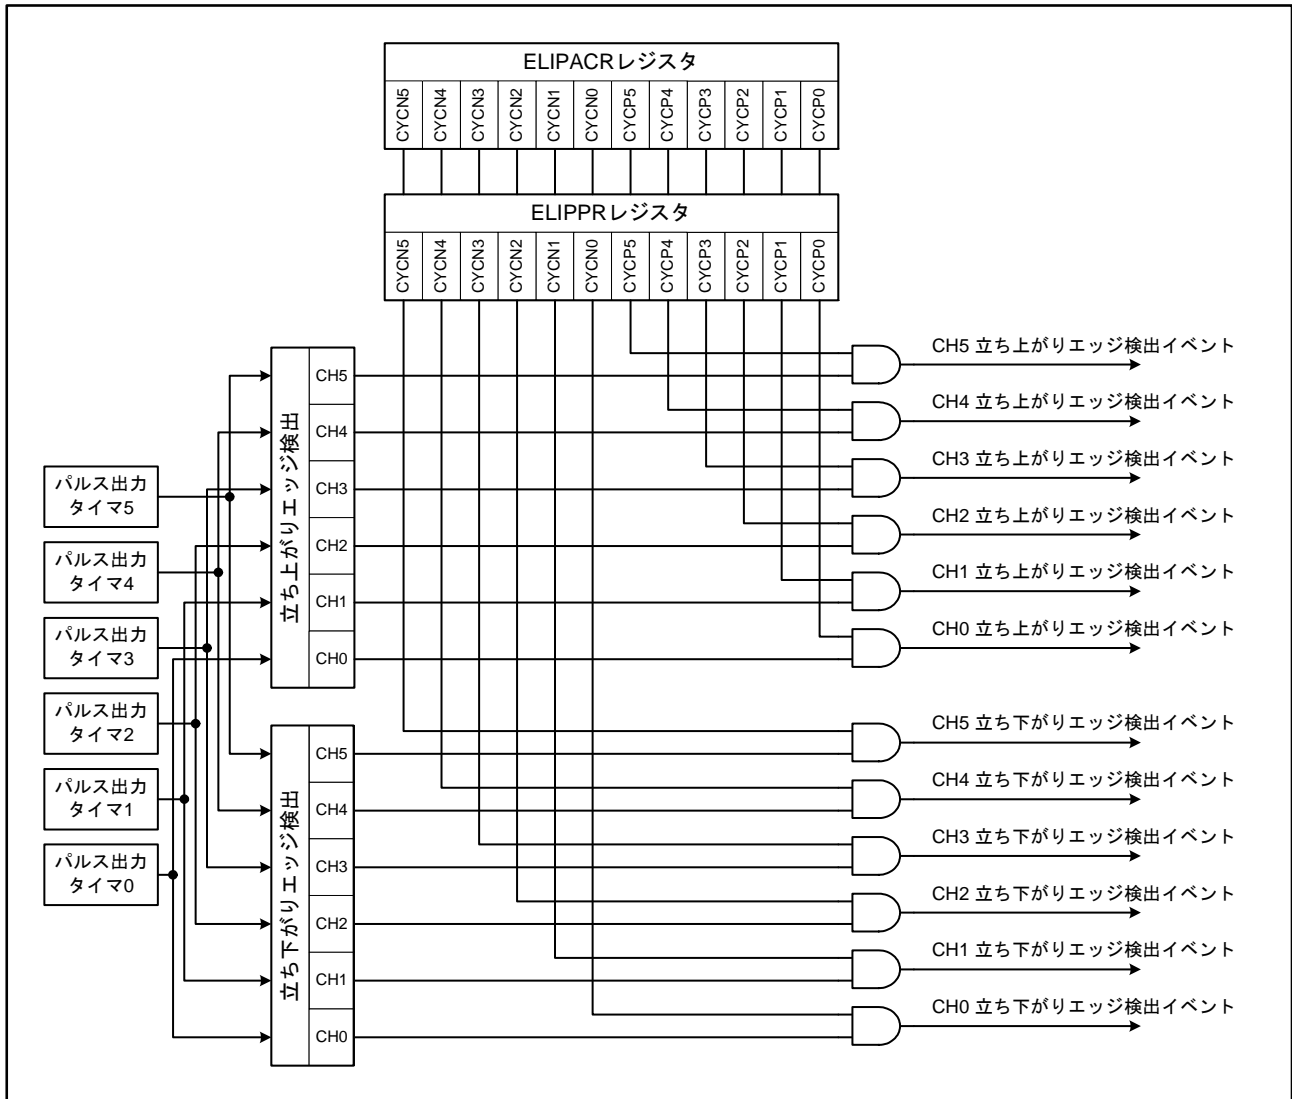 ELIPACRレジスタ
CYCN5
CYCN4
CYCN3
CYCN2
CYCN1
CYCN0
CYCP5
CYCP4
CYCP3
CYCP2
CYCP1
CYCP0
ELIPPRレジスタ
CYCN5
CYCN4
CYCN3
CYCN2
CYCN1
CYCN0
CYCP5
CYCP4
CYCP3
CYCP2
CYCP1
CYCP0
パルス出力
タイマ5
パルス出力
タイマ4
パルス出力
タイマ3
パルス出力
タイマ2
パルス出力
タイマ1
パルス出力
タイマ0
立ち上がりエッジ検出
CH5
CH4
CH3
CH2
CH1
CH0
CH5 立ち上がりエッジ検出イベント
CH4 立ち上がりエッジ検出イベント
CH3 立ち上がりエッジ検出イベント
CH2 立ち上がりエッジ検出イベント
CH1 立ち上がりエッジ検出イベント
CH0 立ち上がりエッジ検出イベント
立ち下がりエッジ検出
CH5
CH4
CH3
CH2
CH1
CH0
CH5 立ち下がりエッジ検出イベント
CH4 立ち下がりエッジ検出イベント
CH3 立ち下がりエッジ検出イベント
CH2 立ち下がりエッジ検出イベント
CH1 立ち下がりエッジ検出イベント
CH0 立ち下がりエッジ検出イベント